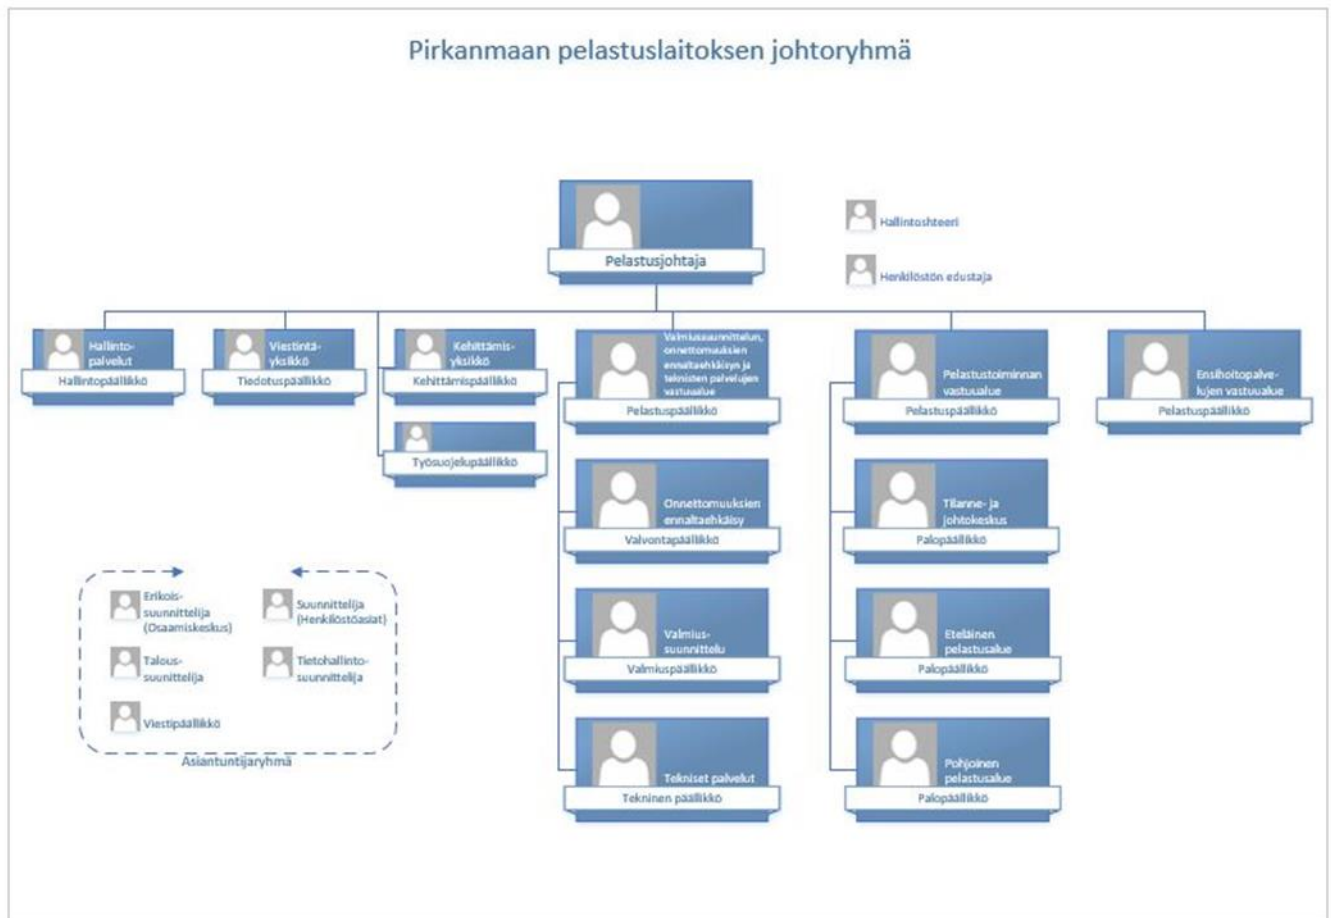 Pirkanmaan pelastuslaitoksen johtoryhmä
Pelastusjohtaja
Hallintoshteeri
Henkilöstön edustaja
Hallinto-
palvelut
Hallintopäällikkö
Viestintä-
yksikkö
Tiedotuspäällikkö
Kehittämis-
yksikkö
Kehittämispäällikkö
Työsuojelupäällikkö
Valmiussuunnittelun,
onnettomuuksien
ennaltaehkäisyn ja
teknisten palvelujen
vastuualue
Pelastuspäällikkö
Onnettomuuksien
ennaltaehkäisy
Valvontapäällikkö
Valmius-
suunnittelu
Valmiuspäällikkö
Tekniset palvelut
Tekninen päällikkö
Pelastustoiminnan
vastuualue
Pelastuspäällikkö
Tilanne- ja
johtokeskus
Palopäällikkö
Eteläinen
pelastusalue
Palopäällikkö
Pohjoinen
pelastusalue
Palopäällikkö
Ensihoitopalve-
lujen vastuualue
Pelastuspäällikkö
Erikois-
suunnittelija
(Osaamiskeskus)
Suunnittelija
(Henkilöstöasiat)
Talous-
suunittelija
Tietohallinto-
suunnittelija
Viestipäällikkö
Asiantuntijaryhmä